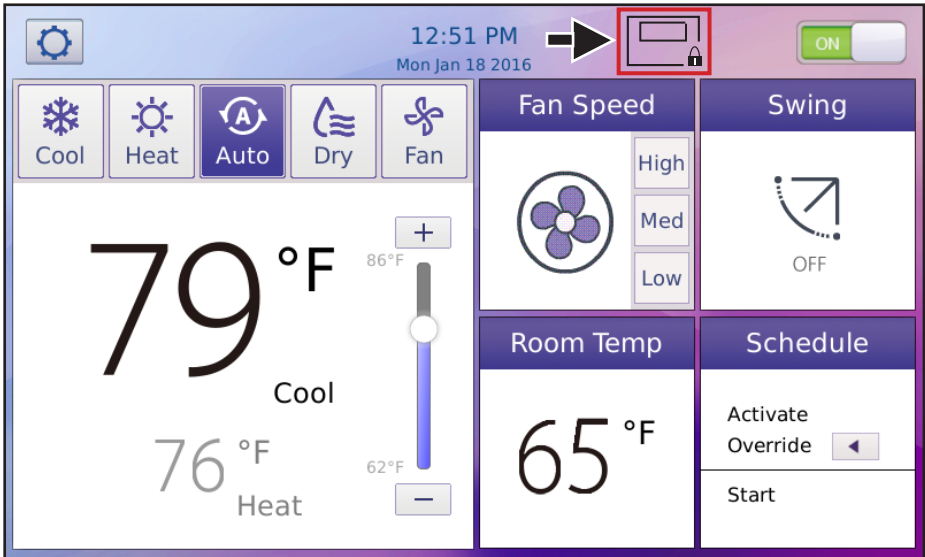 12:51 PM
Mon Jan 18 2016
ON
Cool
Heat
A
Auto
Dry
Fan
79 °F
Cool
76 °F
Heat
+
86°F
62°F
−
Fan Speed
High
Med
Low
Swing
OFF
Room Temp
65 °F
Schedule
Activate
Override
Start